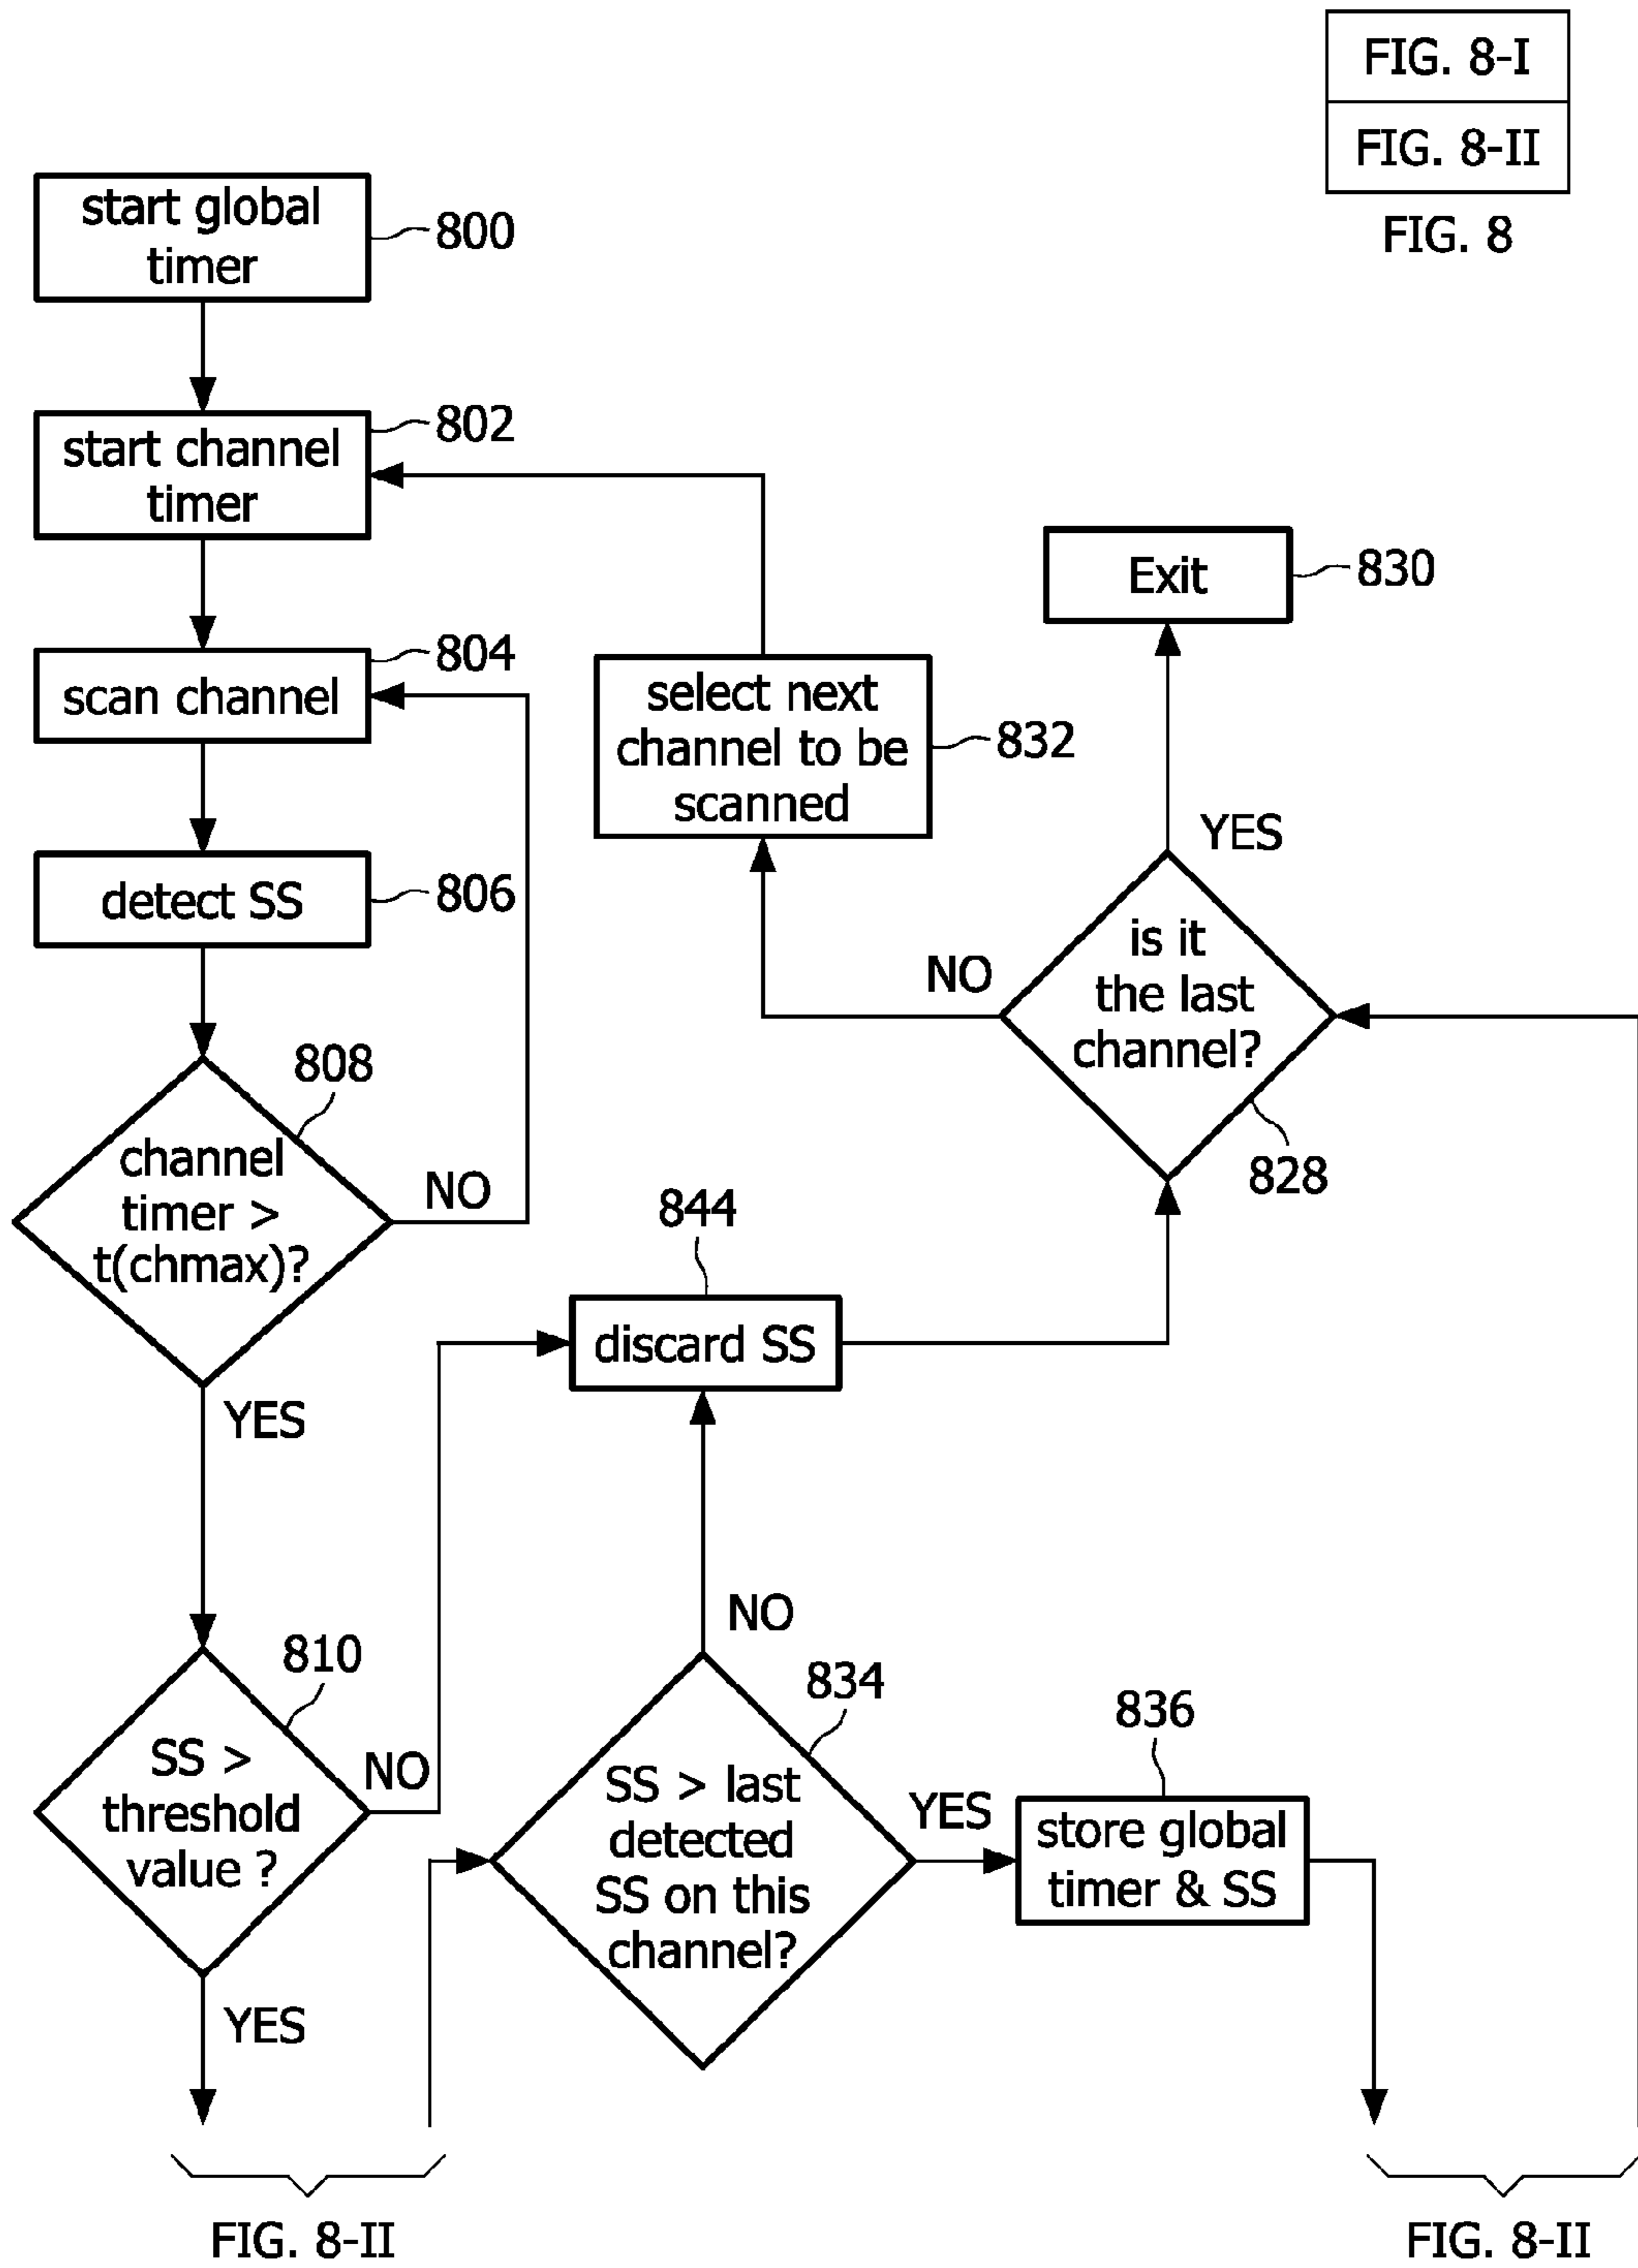 FIG. 8-I
FIG. 8-II
FIG. 8
start global
timer
800
start channel
timer
802
scan channel
804
detect SS
806
channel
timer >
t(chmax)?
808
NO
YES
SS >
threshold
value ?
810
NO
YES
select next
channel to be
scanned
832
Exit
830
YES
is it
the last
channel?
828
NO
discard SS
844
NO
SS > last
detected
SS on this
channel?
834
YES
store global
timer & SS
836
FIG. 8-II
FIG. 8-II